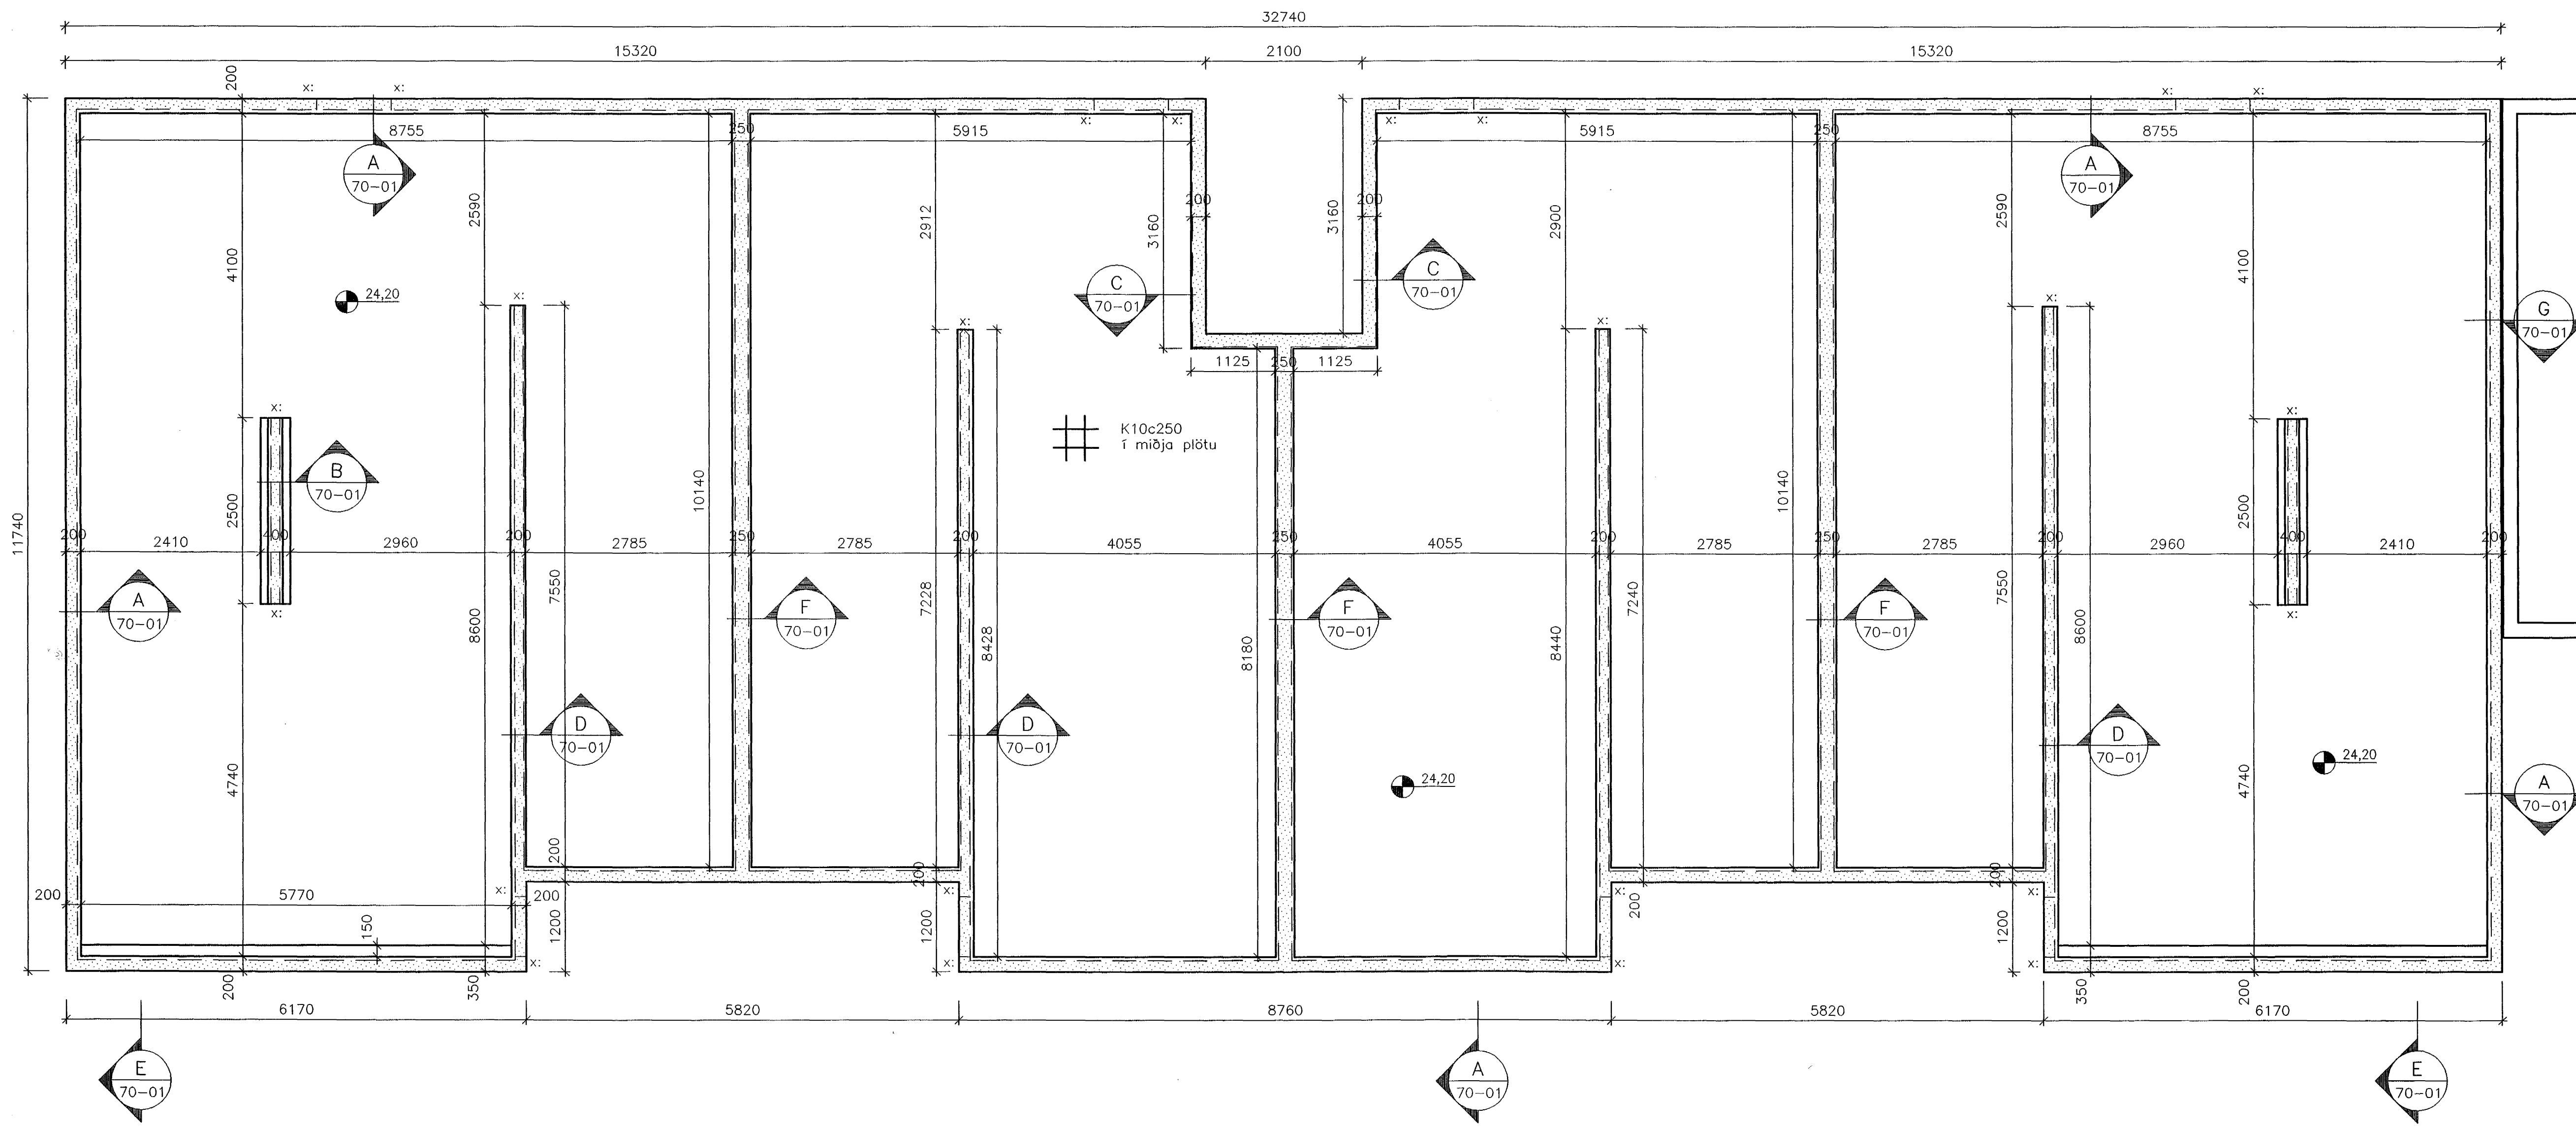 32740
15320 2100 15320
200
x: x: x: x: x: x: x: x:
8755 250 5915 5915 250 8755
A
70-01
A
70-01
2590 2912 3160 200 3160 200 2900 2590
4100 4100
24,20
C
70-01
C
70-01
G
70-01
x: x: x: x:
1125 250 1125
x: x:
K10c250
í miðja plötu
B
70-01
10140 10140
2500 2500
11740
200 2410 400 2960 200 2785 250 2785 200 4055 250 4055 200 2785 250 2785 200 2960 400 2410 200
7550 7228 7240 7550
x: x:
A
70-01
F
70-01
F
70-01
F
70-01
8600 8428 8180 8440 8600
D
70-01
D
70-01
D
70-01
4740 4740
24,20
24,20
A
70-01
200 200 200
x: x: x: x:
200 5770 200 200
150 1200 1200 1200
x: x: x: x:
200 350 350 200
6170 5820 8760 5820 6170
E
70-01
A
70-01
E
70-01